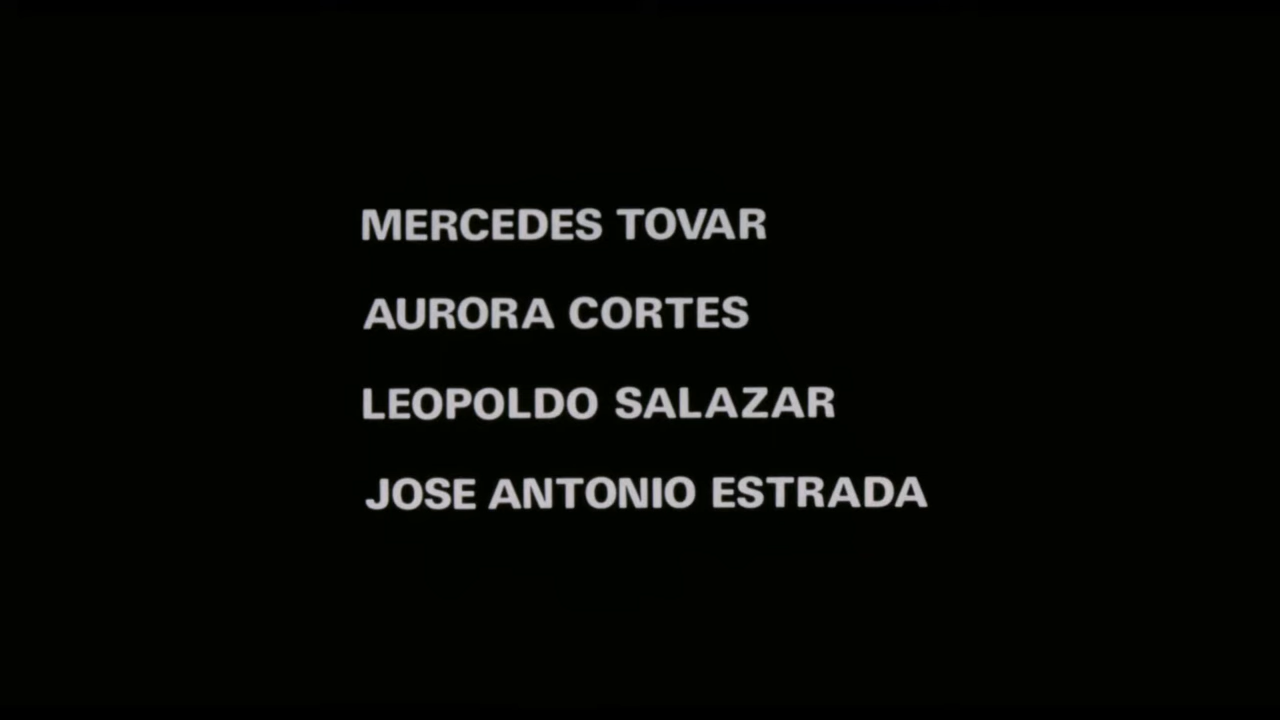 MERCEDES TOVAR
AURORA CORTES
LEOPOLDO SALAZAR
JOSE ANTONIO ESTRADA